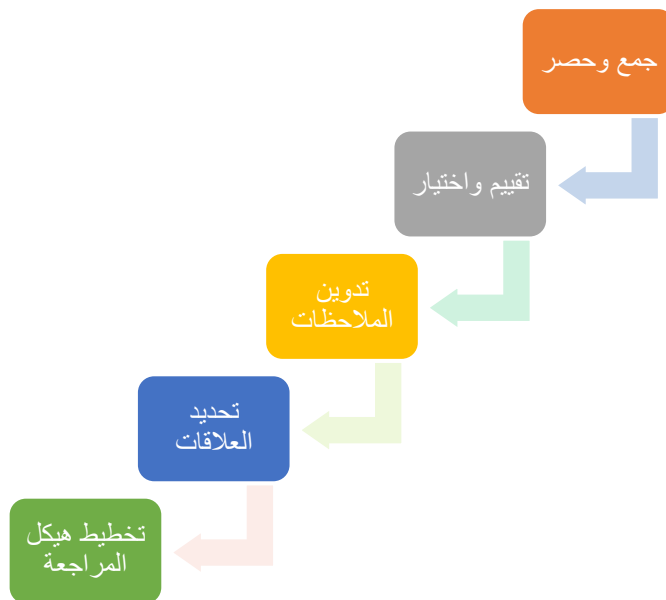 جمع وحصر
تقييم واختيار
تدوين
الملاحظات
تحديد
العلاقات
تخطيط هيكل
المراجعة